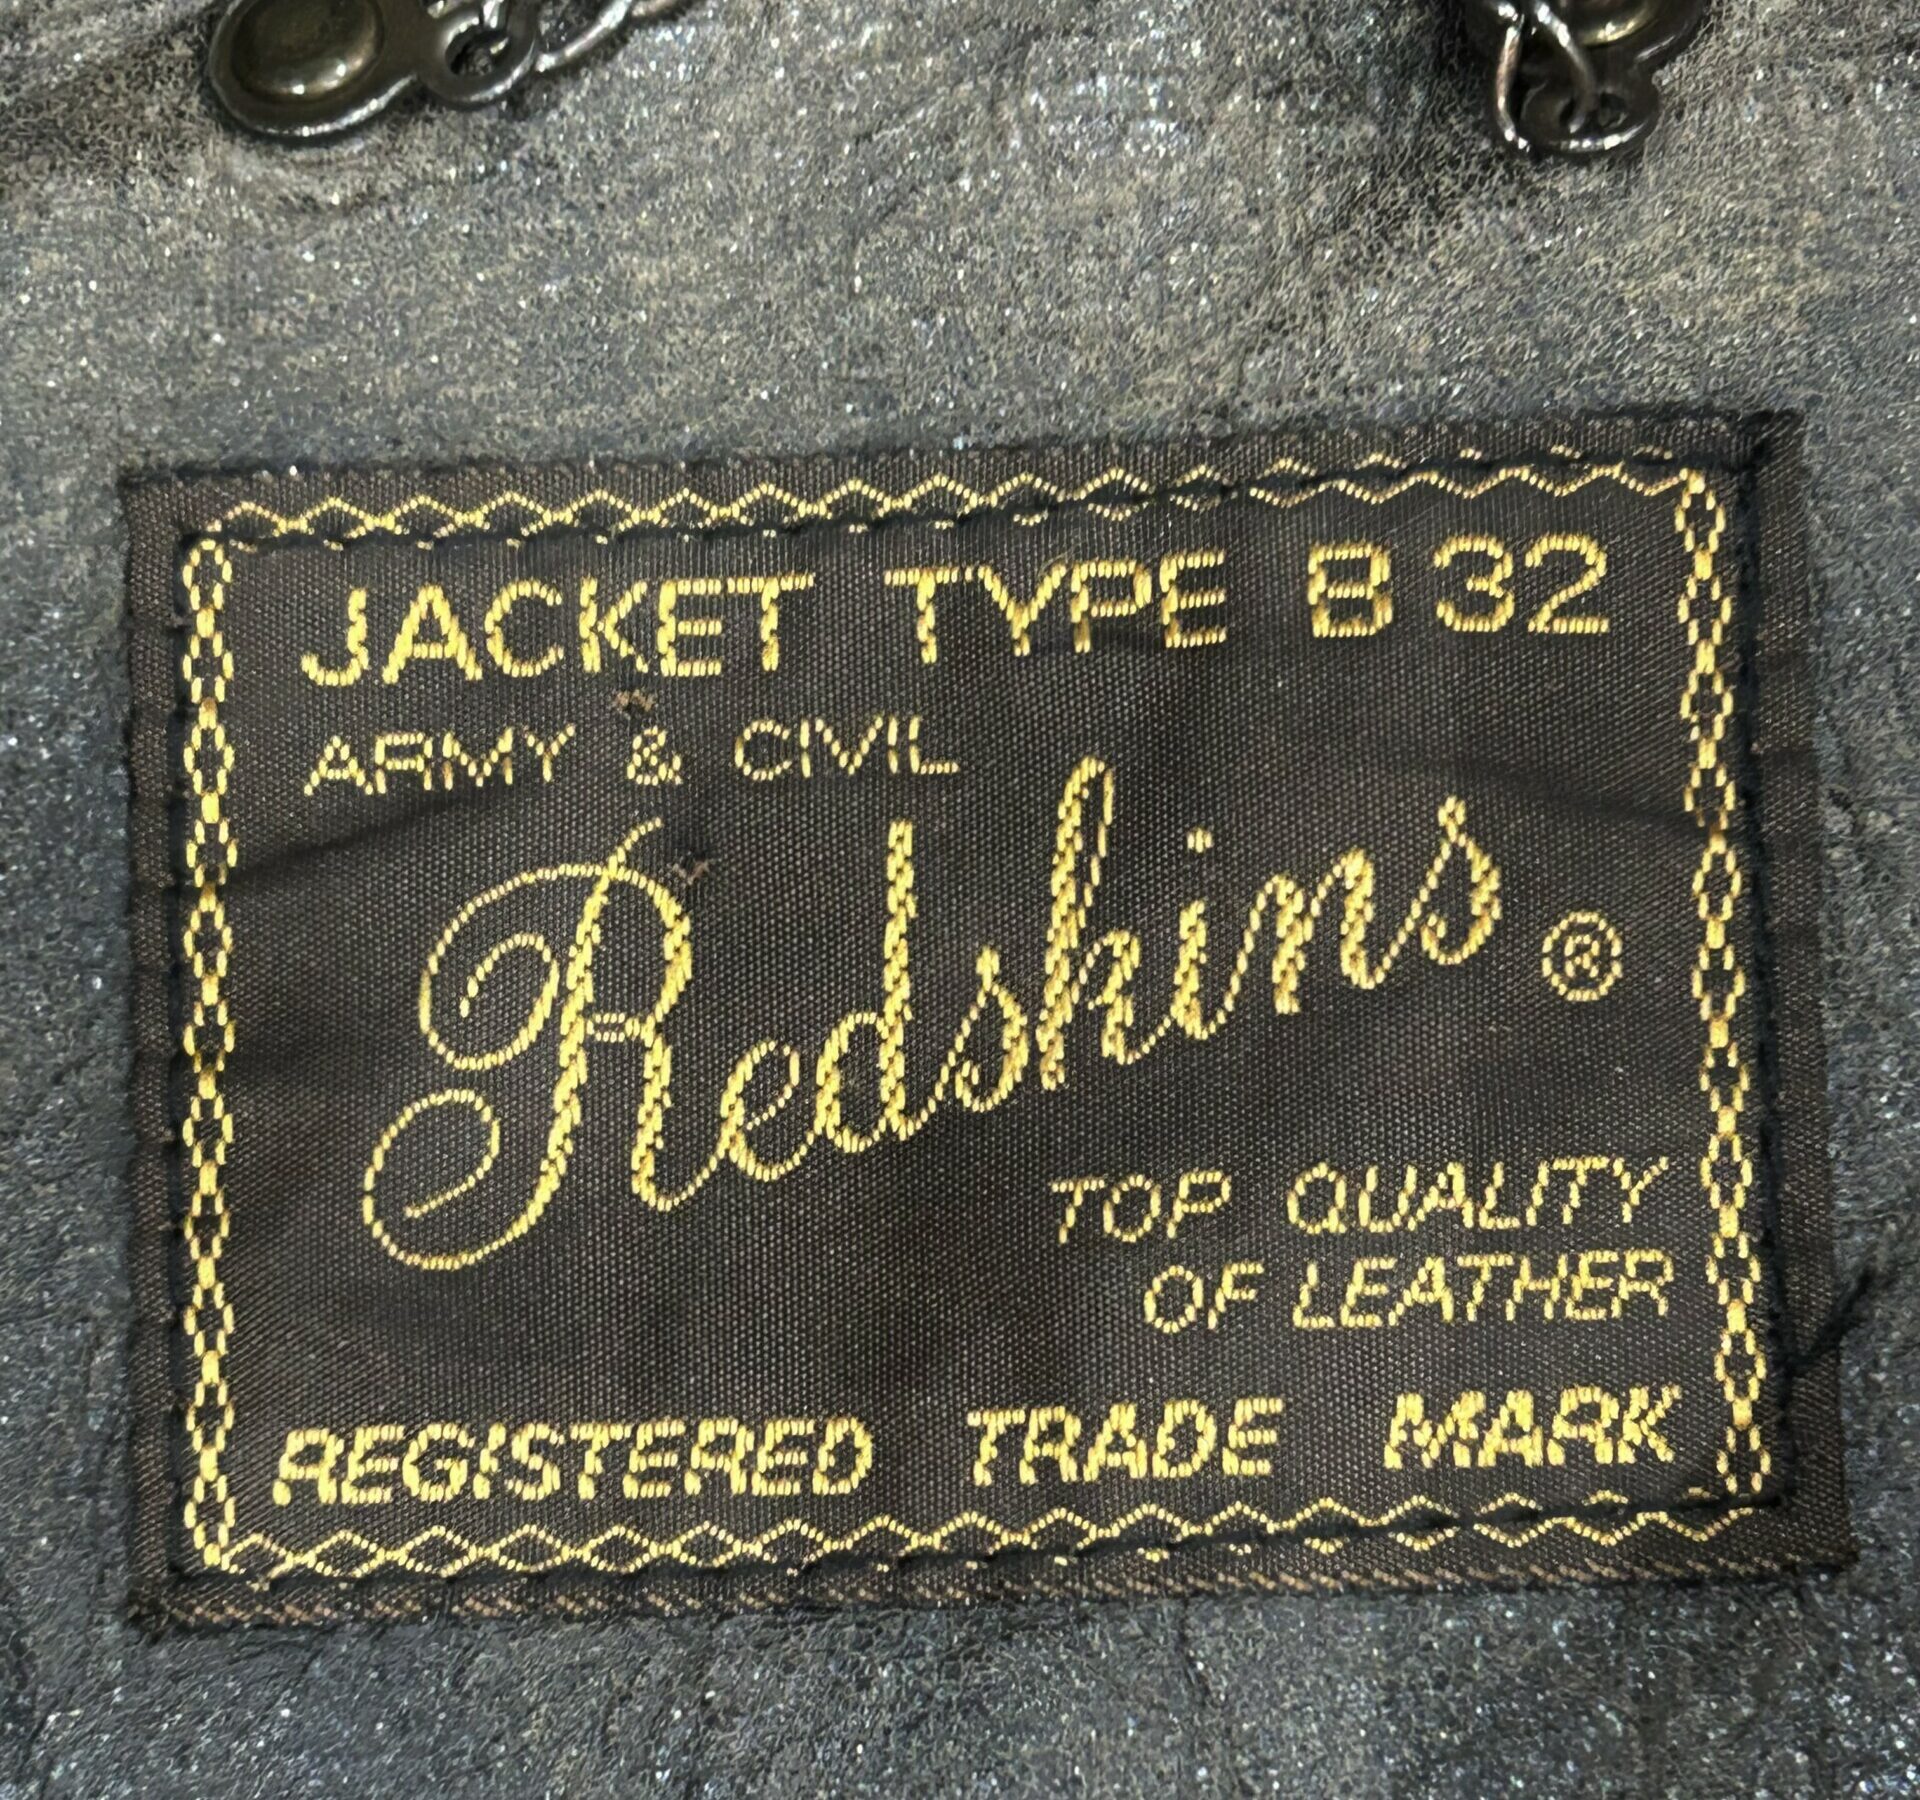 JACKET TYPE B 32
ARMY & CIVIL
Redskins ®
TOP QUALITY
OF LEATHER
REGISTERED TRADE MARK